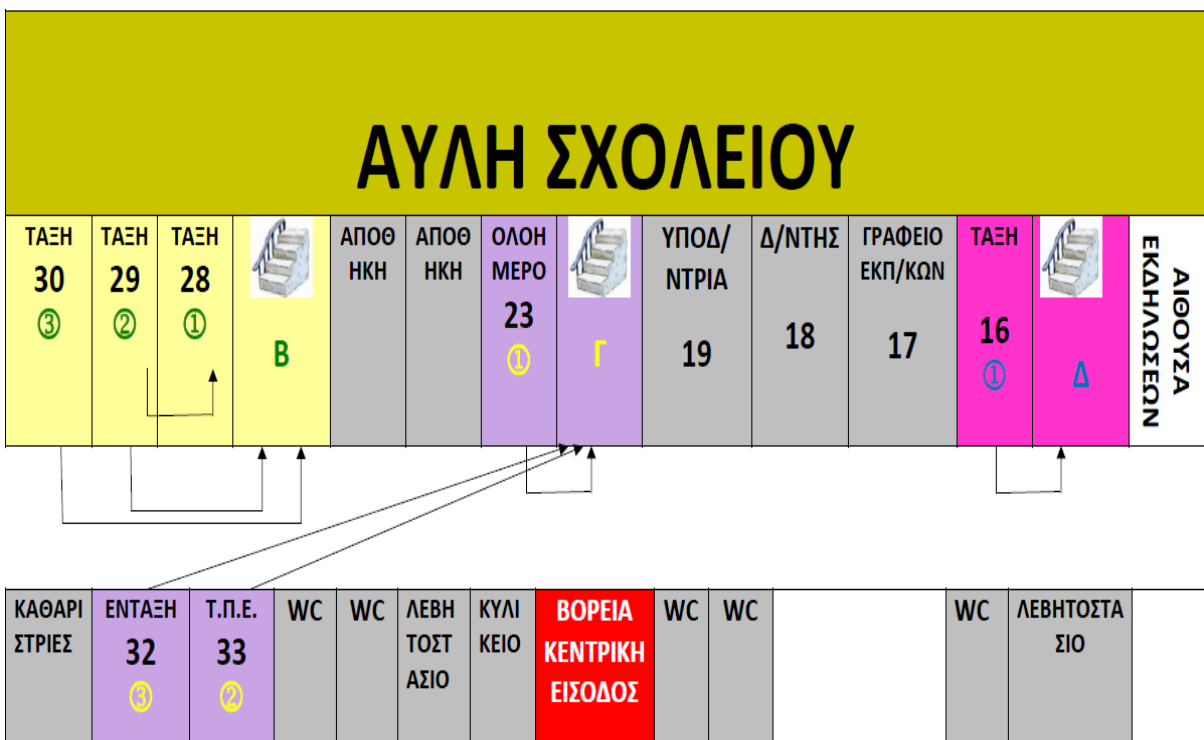 ΑΥΛΗ ΣΧΟΛΕΙΟΥ
ΤΑΞΗ
30
③
ΤΑΞΗ
29
②
ΤΑΞΗ
28
①
Β
ΑΠΟΘ
ΗΚΗ
ΑΠΟΘ
ΗΚΗ
ΟΛΟΗ
ΜΕΡΟ
23
①
Γ
ΥΠΟΔ/
ΝΤΡΙΑ
19
Δ/ΝΤΗΣ
18
ΓΡΑΦΕΙΟ
ΕΚΠ/ΚΩΝ
17
ΤΑΞΗ
16
①
Δ
ΑΙΘΟΥΣΑ
ΕΚΔΗΛΩΣΕΩΝ
ΚΑΘΑΡΙ
ΣΤΡΙΕΣ
ΕΝΤΑΞΗ
32
③
Τ.Π.Ε.
33
②
WC
WC
ΛΕΒΗ
ΤΟΣΤ
ΑΣΙΟ
ΚΥΛΙ
ΚΕΙΟ
ΒΟΡΕΙΑ
ΚΕΝΤΡΙΚΗ
ΕΙΣΟΔΟΣ
WC
WC
WC
ΛΕΒΗΤΟΣΤΑ
ΣΙΟ